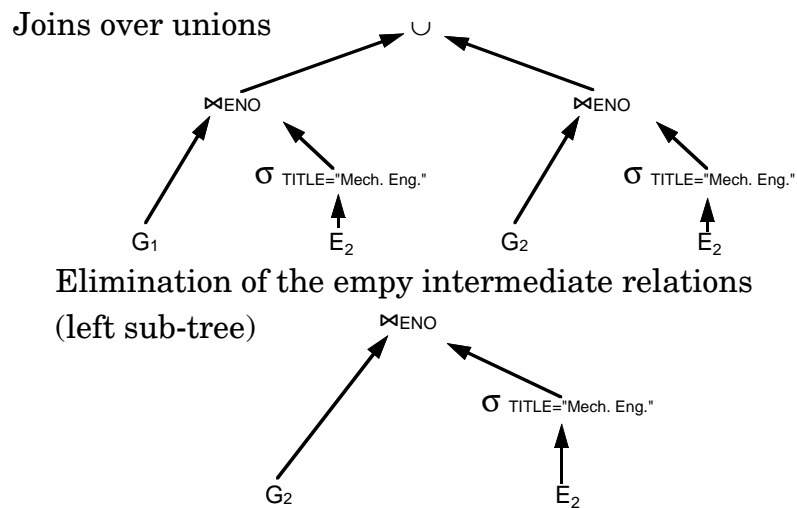 Joins over unions
∪
⋈ENO ⋈ENO
σ TITLE="Mech. Eng." σ TITLE="Mech. Eng."
G1 E2 G2 E2
Elimination of the empy intermediate relations
(left sub-tree)
⋈ENO
σ TITLE="Mech. Eng."
G2 E2